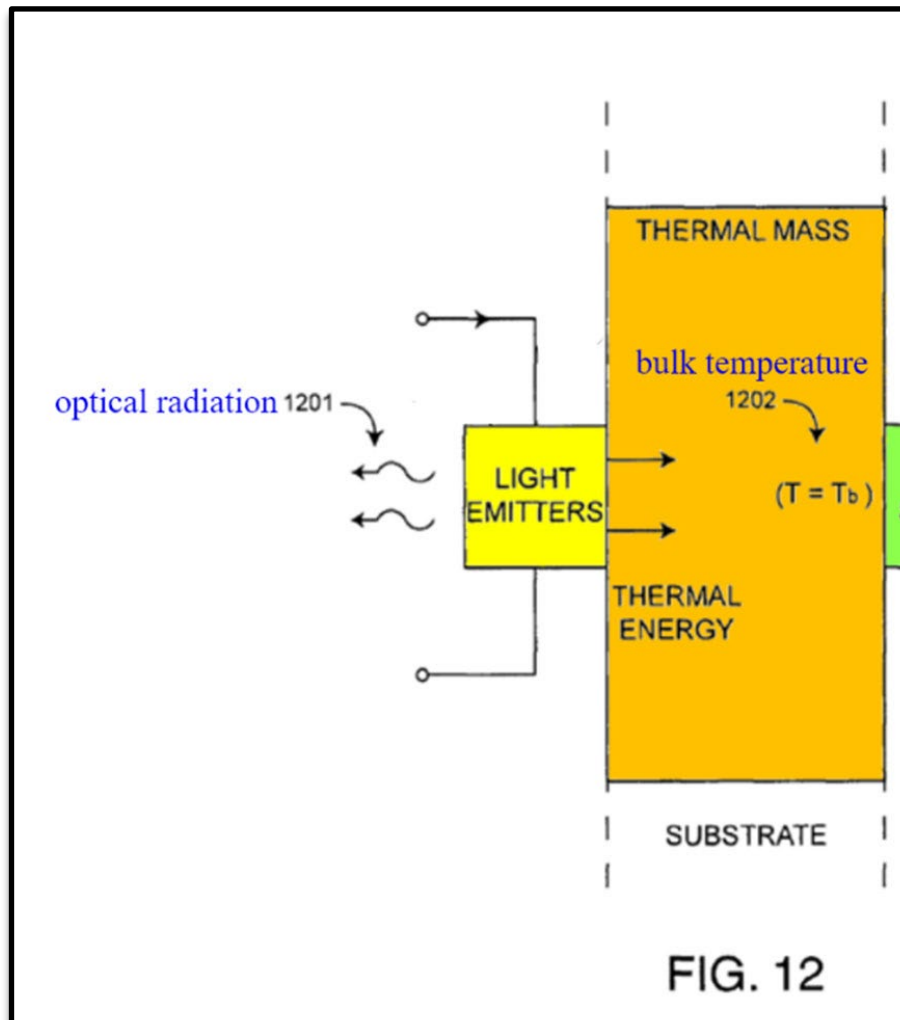 THERMAL MASS
bulk temperature
1202
optical radiation 1201
(T = Tb)
LIGHT
EMITTERS
THERMAL
ENERGY
SUBSTRATE
FIG. 12